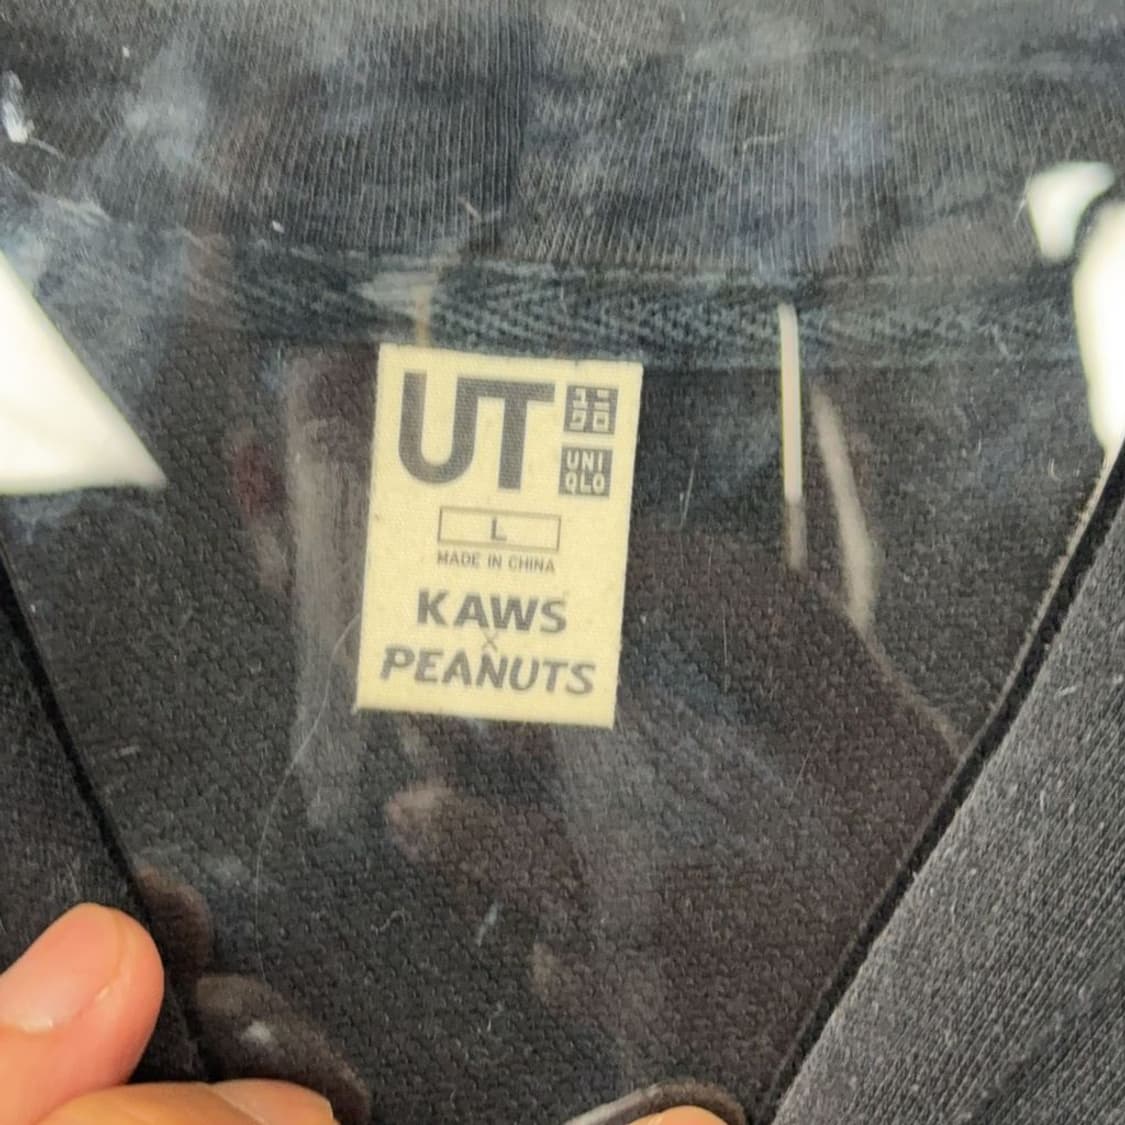 UT
ユニ
クロ
UNI
QLO
L
MADE IN CHINA
KAWS
×
PEANUTS